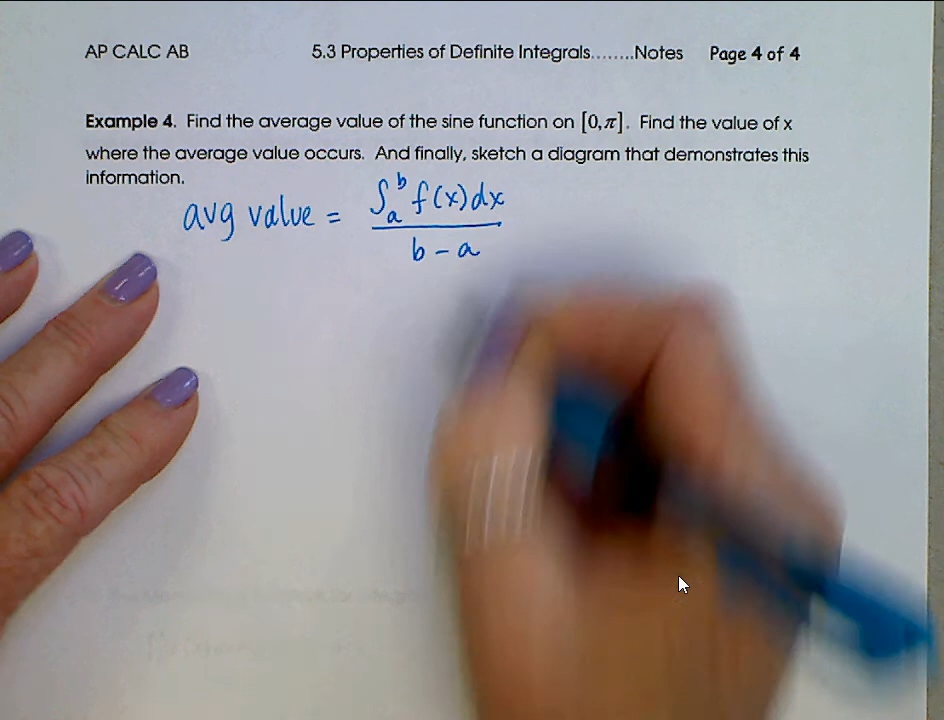 AP CALC AB 5.3 Properties of Definite Integrals........Notes Page 4 of 4
Example 4. Find the average value of the sine function on [0,π]. Find the value of x
where the average value occurs. And finally, sketch a diagram that demonstrates this
information.
avg value = ∫_a^b f(x)dx / b - a